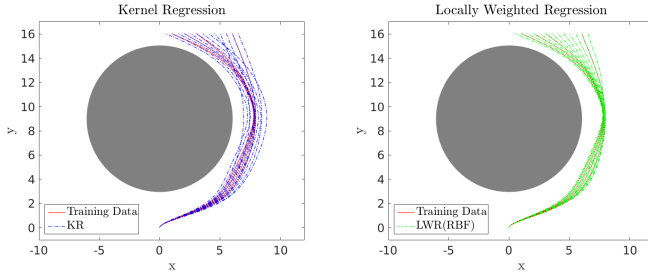 Kernel Regression
16
14
12
10
8
6
4
2
0
y
Training Data
KR
-10
-5
0
5
10
x
Locally Weighted Regression
16
14
12
10
8
6
4
2
0
y
Training Data
LWR(RBF)
-10
-5
0
5
10
x